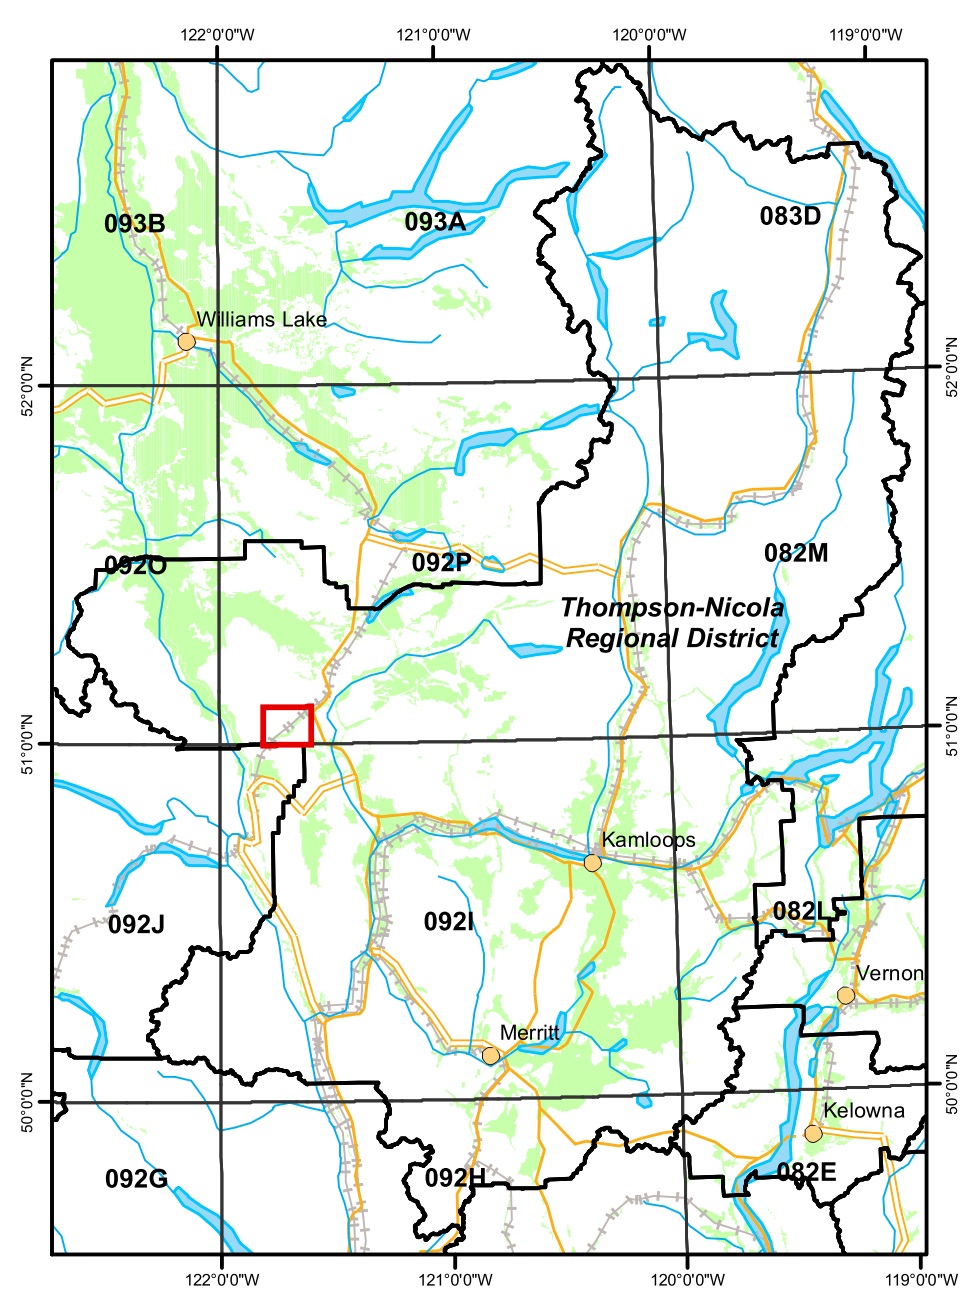 122°0'0"W
121°0'0"W
120°0'0"W
119°0'0"W
093B
093A
083D
Williams Lake
52°0'0"N
52°0'0"N
092O
092P
082M
Thompson-Nicola
Regional District
51°0'0"N
51°0'0"N
Kamloops
092J
092I
082L
Vernon
Merritt
50°0'0"N
50°0'0"N
Kelowna
092G
092H
082E
122°0'0"W
121°0'0"W
120°0'0"W
119°0'0"W